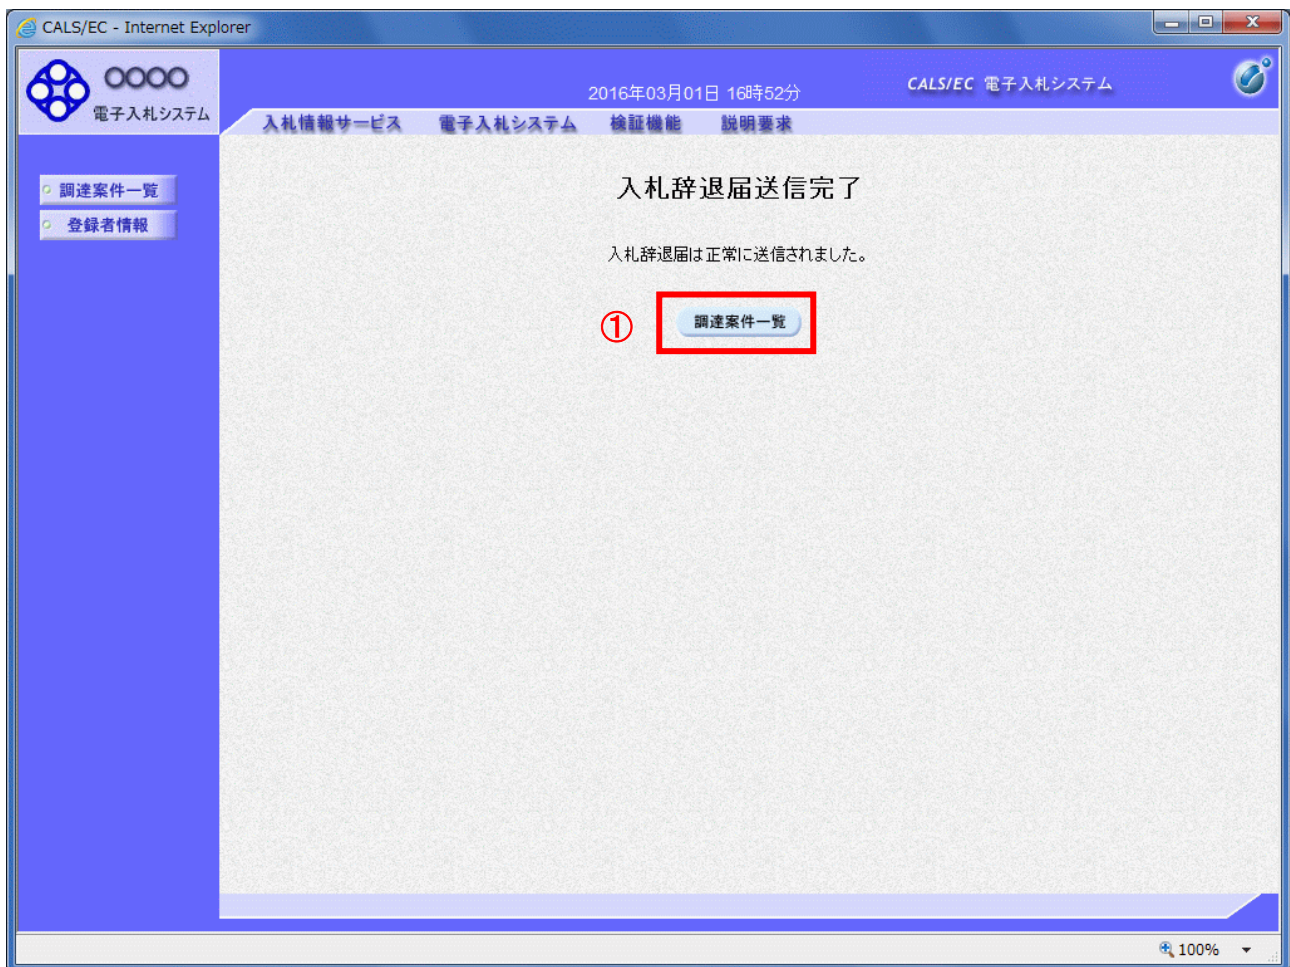 CALS/EC - Internet Explorer
○○○○
電子入札システム
2016年03月01日 16時52分
CALS/EC 電子入札システム
入札情報サービス 電子入札システム 検証機能 説明要求
調達案件一覧
登録者情報
入札辞退届送信完了
入札辞退届は正常に送信されました。
① 調達案件一覧
100%